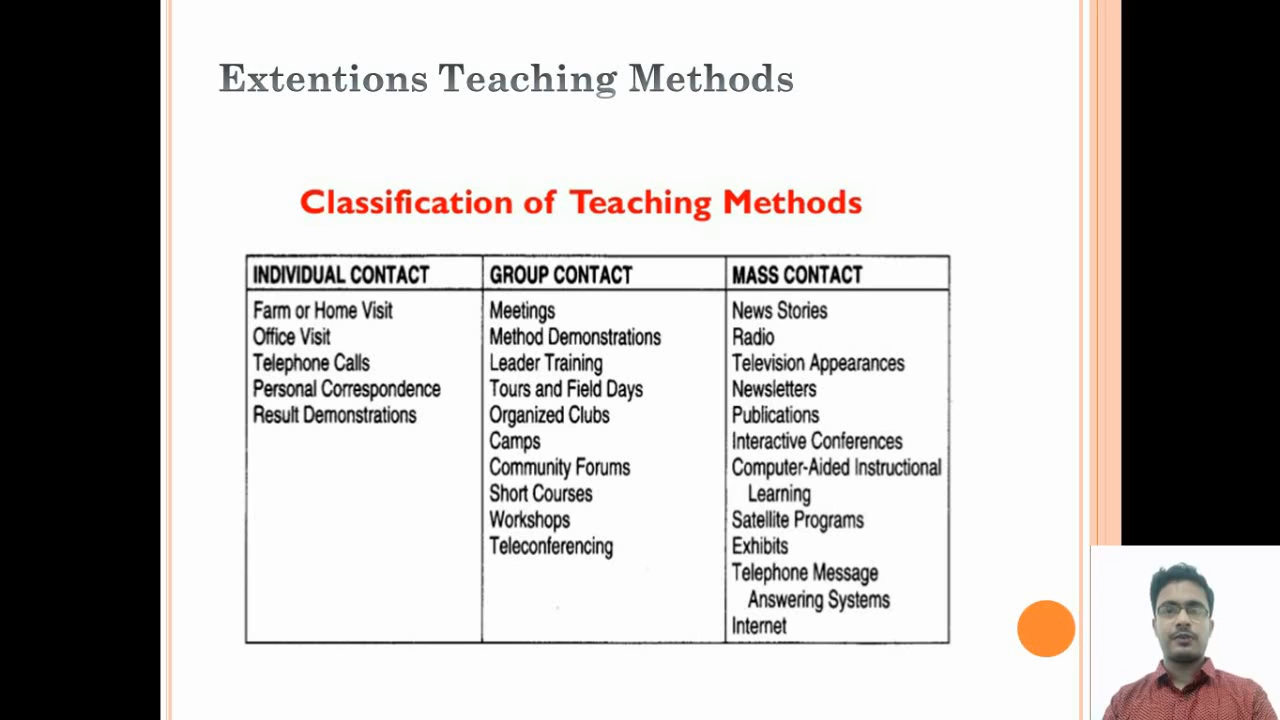 Extentions Teaching Methods
Classification of Teaching Methods
INDIVIDUAL CONTACT
Farm or Home Visit
Office Visit
Telephone Calls
Personal Correspondence
Result Demonstrations
GROUP CONTACT
Meetings
Method Demonstrations
Leader Training
Tours and Field Days
Organized Clubs
Camps
Community Forums
Short Courses
Workshops
Teleconferencing
MASS CONTACT
News Stories
Radio
Television Appearances
Newsletters
Publications
Interactive Conferences
Computer-Aided Instructional
Learning
Satellite Programs
Exhibits
Telephone Message
Answering Systems
Internet